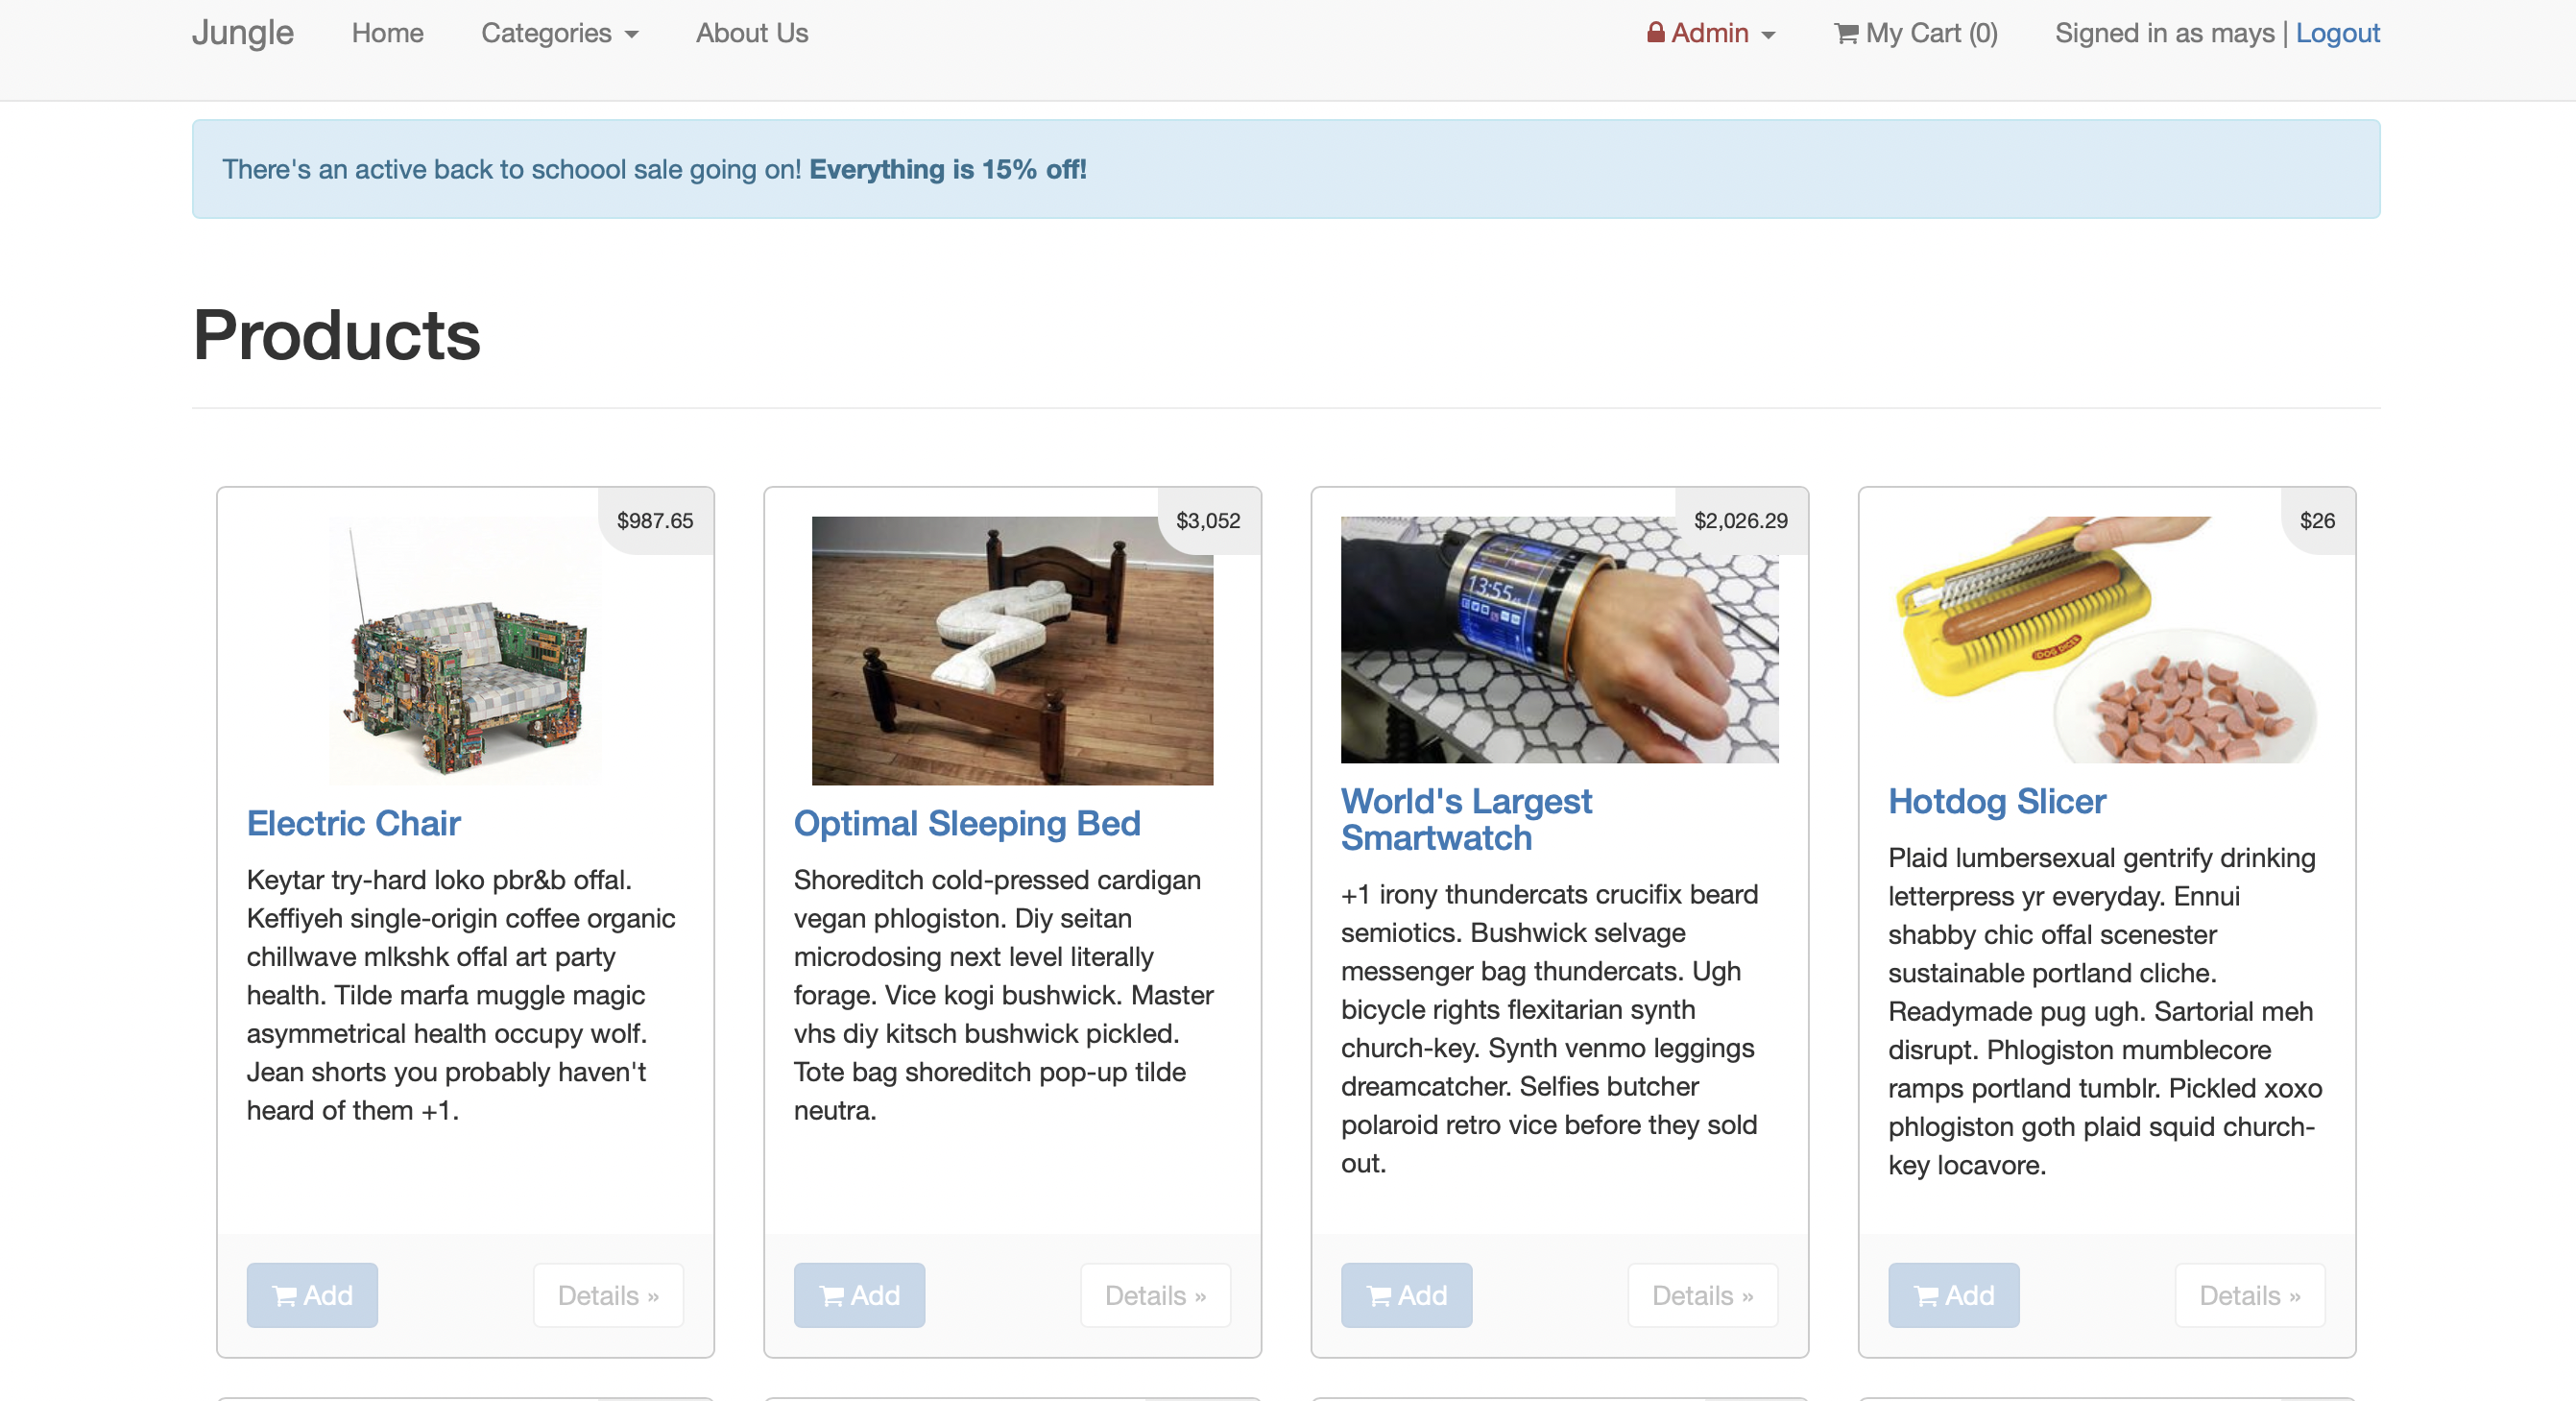 Jungle Home Categories About Us Admin My Cart (0) Signed in as mays | Logout
There's an active back to schoool sale going on! Everything is 15% off!
Products
$987.65
Electric Chair
Keytar try-hard loko pbr&b offal.
Keffiyeh single-origin coffee organic
chillwave mlkshk offal art party
health. Tilde marfa muggle magic
asymmetrical health occupy wolf.
Jean shorts you probably haven't
heard of them +1.
Add Details »
$3,052
Optimal Sleeping Bed
Shoreditch cold-pressed cardigan
vegan phlogiston. Diy seitan
microdosing next level literally
forage. Vice kogi bushwick. Master
vhs diy kitsch bushwick pickled.
Tote bag shoreditch pop-up tilde
neutra.
Add Details »
$2,026.29
13:55
World's Largest
Smartwatch
+1 irony thundercats crucifix beard
semiotics. Bushwick selvage
messenger bag thundercats. Ugh
bicycle rights flexitarian synth
church-key. Synth venmo leggings
dreamcatcher. Selfies butcher
polaroid retro vice before they sold
out.
Add Details »
$26
DOG DICER
Hotdog Slicer
Plaid lumbersexual gentrify drinking
letterpress yr everyday. Ennui
shabby chic offal scenester
sustainable portland cliche.
Readymade pug ugh. Sartorial meh
disrupt. Phlogiston mumblecore
ramps portland tumblr. Pickled xoxo
phlogiston goth plaid squid church-
key locavore.
Add Details »